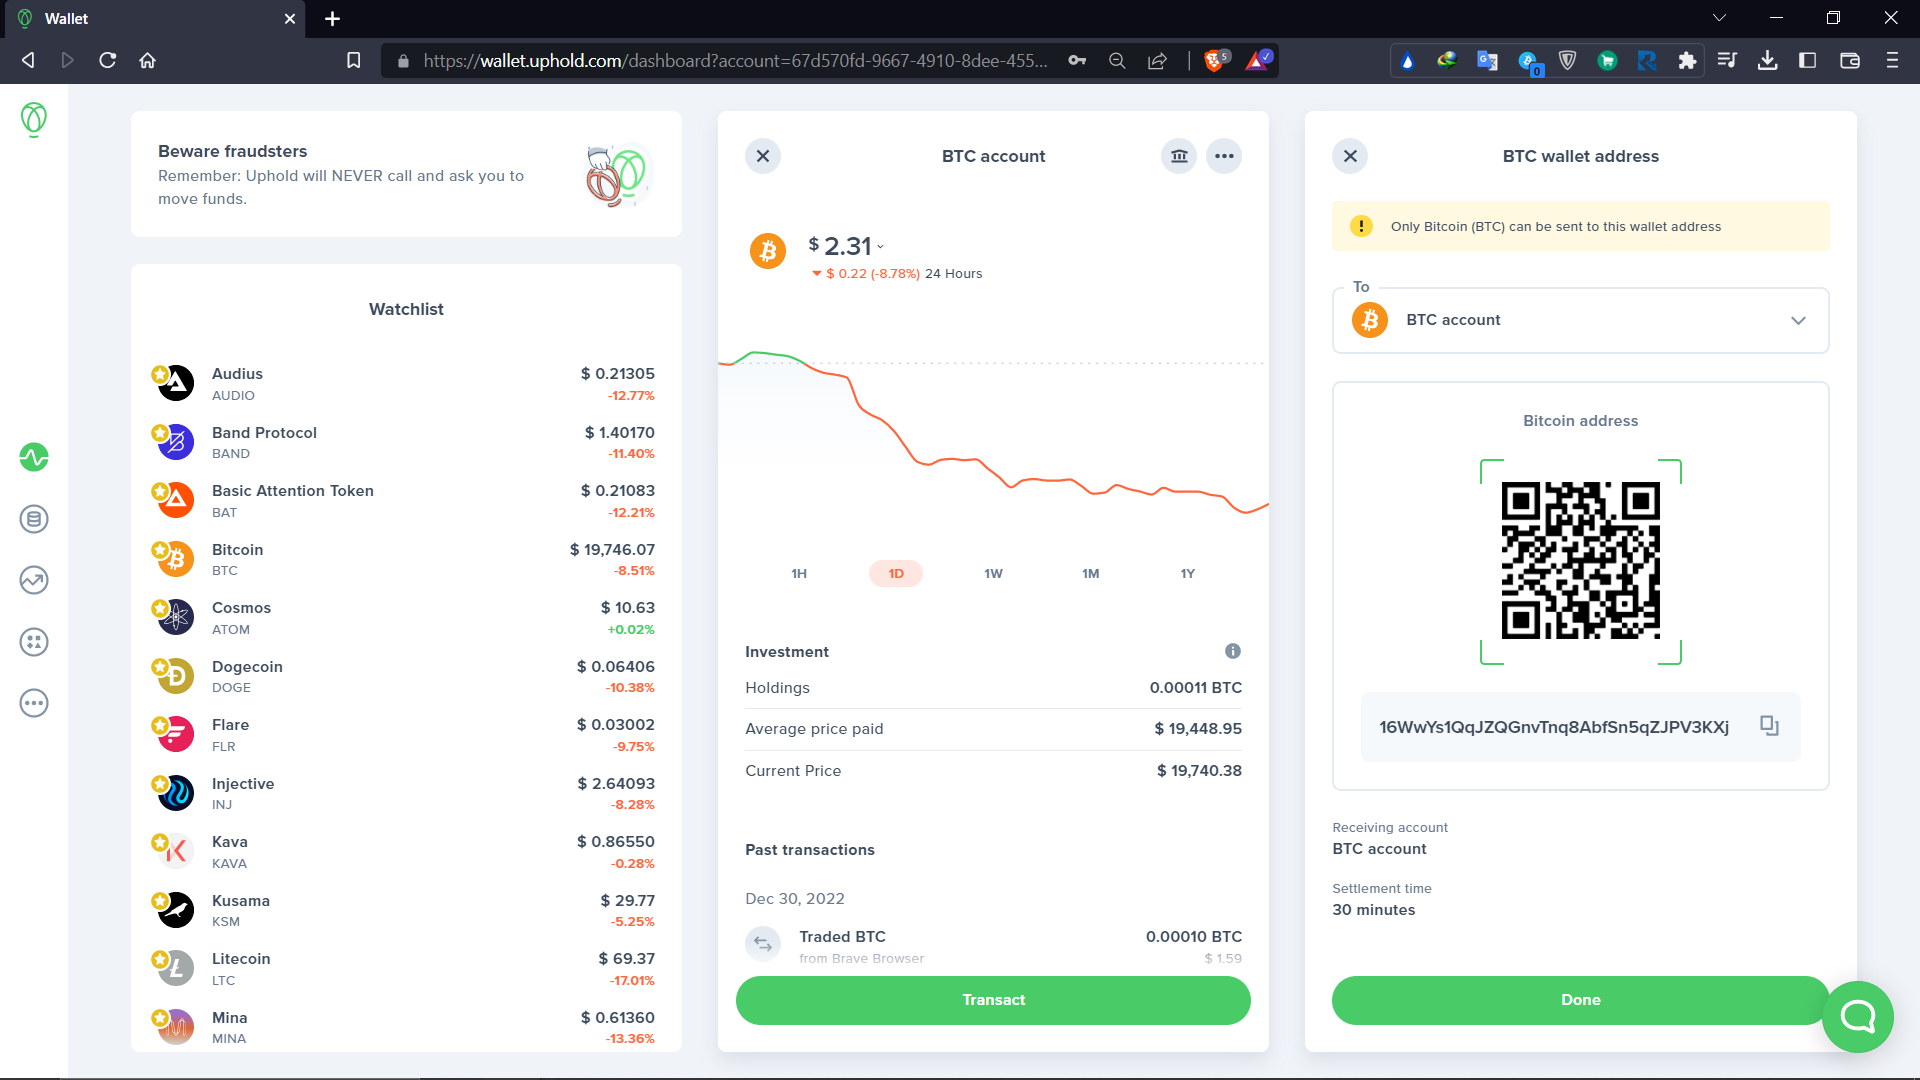 Wallet
https://wallet.uphold.com/dashboard?account=67d570fd-9667-4910-8dee-455...
5
0
Beware fraudsters
Remember: Uphold will NEVER call and ask you to
move funds.
Watchlist
Audius $ 0.21305
AUDIO -12.77%
Band Protocol $ 1.40170
BAND -11.40%
Basic Attention Token $ 0.21083
BAT -12.21%
Bitcoin $ 19,746.07
BTC -8.51%
Cosmos $ 10.63
ATOM +0.02%
Dogecoin $ 0.06406
DOGE -10.38%
Flare $ 0.03002
FLR -9.75%
Injective $ 2.64093
INJ -8.28%
Kava $ 0.86550
KAVA -0.28%
Kusama $ 29.77
KSM -5.25%
Litecoin $ 69.37
LTC -17.01%
Mina $ 0.61360
MINA -13.36%
BTC account
$ 2.31
$ 0.22 (-8.78%) 24 Hours
1H 1D 1W 1M 1Y
Investment
Holdings 0.00011 BTC
Average price paid $ 19,448.95
Current Price $ 19,740.38
Past transactions
Dec 30, 2022
Traded BTC 0.00010 BTC
from Brave Browser $ 1.59
Transact
BTC wallet address
Only Bitcoin (BTC) can be sent to this wallet address
To
BTC account
Bitcoin address
16WwYs1QqJZQGnvTnq8AbfSn5qZJPV3KXj
Receiving account
BTC account
Settlement time
30 minutes
Done